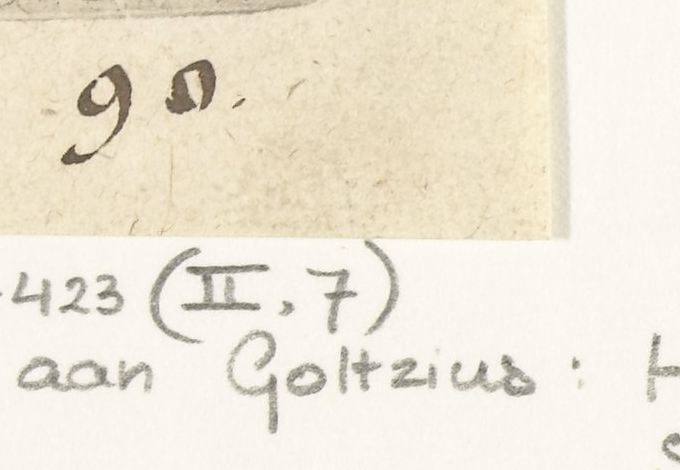 90.
-423 (II, 7)
aan Goltzius: